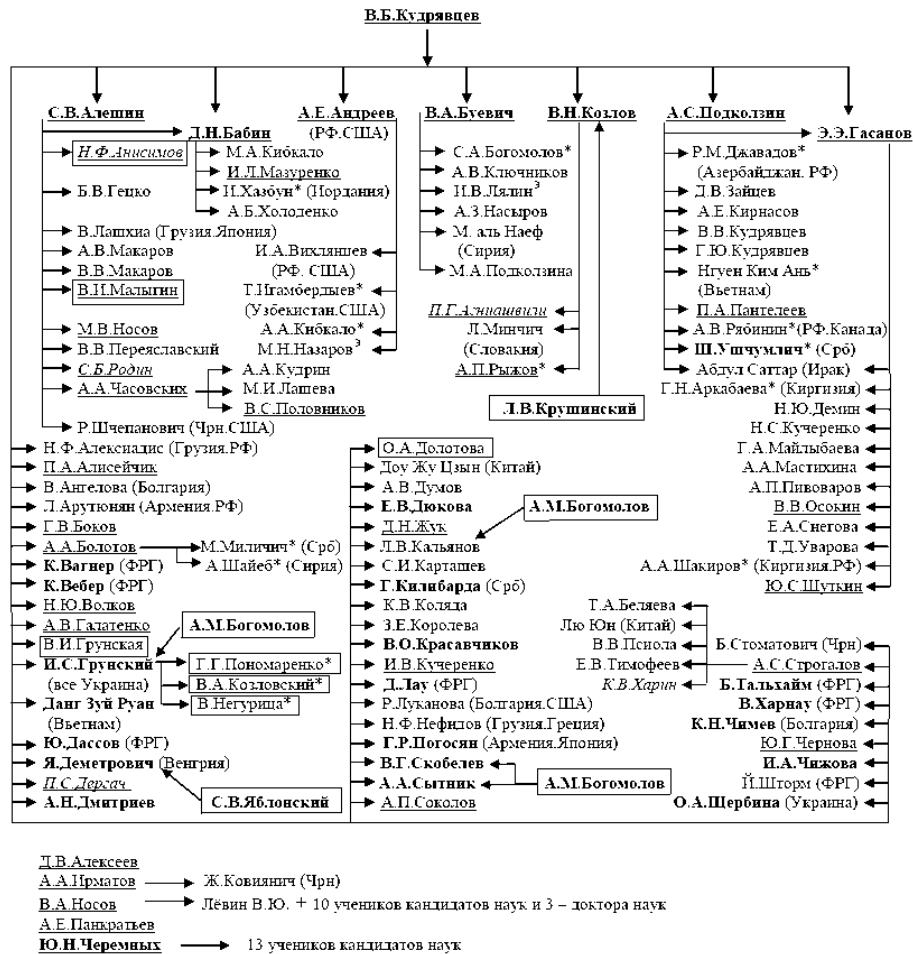 В.Б.Кудрявцев
С.В.Алешин
Д.Н.Бабин
А.Е.Андреев
(РФ.США)
В.А.Буевич
В.Н.Козлов
А.С.Подколзин
Э.Э.Гасанов
Н.Ф.Анисимов
Б.В.Гецко
В.Лашхиа (Грузия.Япония)
А.В.Макаров
В.В.Макаров
В.И.Малыгин
М.В.Носов
В.В.Переяславский
С.Б.Родин
А.А.Часовских
Р.Шчепанович (Чрн.США)
М.А.Кибкало
И.Л.Мазуренко
И.Хазбун* (Иордания)
А.Б.Холоденко
И.А.Вихлянцев
(РФ. США)
Т.Игамбердыев*
(Узбекистан.США)
А.А.Кибкало*
М.Н.Назаров³
А.А.Кудрин
М.И.Лашева
В.С.Половников
С.А.Богомолов*
А.В.Ключников
И.В.Лялин³
А.З.Насыров
М. аль Наеф
(Сирия)
М.А.Подколзина
П.Г.Агниашвили
Л.Минчич
(Словакия)
А.П.Рыжов*
Л.В.Крушинский
Р.М.Джавадов*
(Азербайджан. РФ)
Д.В.Зайцев
А.Е.Кирнасов
В.В.Кудрявцев
Г.Ю.Кудрявцев
Нгуен Ким Ань*
(Вьетнам)
П.А.Пантелеев
А.В.Рябинин*(РФ.Канада)
Ш.Ушчумлич* (Срб)
Абдул Саттар (Ирак)
Г.Н.Аркабаева* (Киргизия)
Н.Ю.Демин
Н.С.Кучеренко
Г.А.Майлыбаева
А.А.Мастихина
А.П.Пивоваров
В.В.Осокин
Е.А.Снегова
Т.Д.Уварова
А.А.Шакиров* (Киргизия.РФ)
Ю.С.Шуткин
Н.Ф.Алексиадис (Грузия.РФ)
П.А.Алисейчик
В.Ангелова (Болгария)
Л.Арутюнян (Армения.РФ)
Г.В.Боков
А.А.Болотов
М.Миличич* (Срб)
А.Шайеб* (Сирия)
К.Вагнер (ФРГ)
К.Вебер (ФРГ)
Н.Ю.Волков
А.В.Галатенко
А.М.Богомолов
В.И.Грунская
И.С.Грунский
(все Украина)
Г.Г.Пономаренко*
В.А.Козловский*
В.Негурица*
Данг Зуй Руан
(Вьетнам)
Ю.Дассов (ФРГ)
Я.Деметрович (Венгрия)
П.С.Дергач
А.Н.Дмитриев
С.В.Яблонский
О.А.Долотова
Доу Жу Цзын (Китай)
А.В.Думов
Е.В.Дюкова
А.М.Богомолов
Д.Н.Жук
Л.В.Кальянов
С.И.Карташев
Г.Килибарда (Срб)
К.В.Коляда
З.Е.Королева
В.О.Красавчиков
И.В.Кучеренко
Д.Лау (ФРГ)
Р.Луканова (Болгария.США)
Н.Ф.Нефидов (Грузия.Греция)
Г.Р.Погосян (Армения.Япония)
В.Г.Скобелев
А.А.Сытник
А.М.Богомолов
А.П.Соколов
Т.А.Беляева
Лю Юн (Китай)
В.В.Псиола
Е.В.Тимофеев
К.В.Харин
Б.Стоматович (Чрн)
А.С.Строгалов
Б.Тальхайм (ФРГ)
В.Харнау (ФРГ)
К.Н.Чимев (Болгария)
Ю.Г.Чернова
И.А.Чижова
Й.Шторм (ФРГ)
О.А.Щербина (Украина)
Д.В.Алексеев
А.А.Ирматов Ж.Ковиянич (Чрн)
В.А.Носов Лёвин В.Ю. + 10 учеников кандидатов наук и 3 – доктора наук
А.Е.Панкратьев
Ю.Н.Черемных 13 учеников кандидатов наук